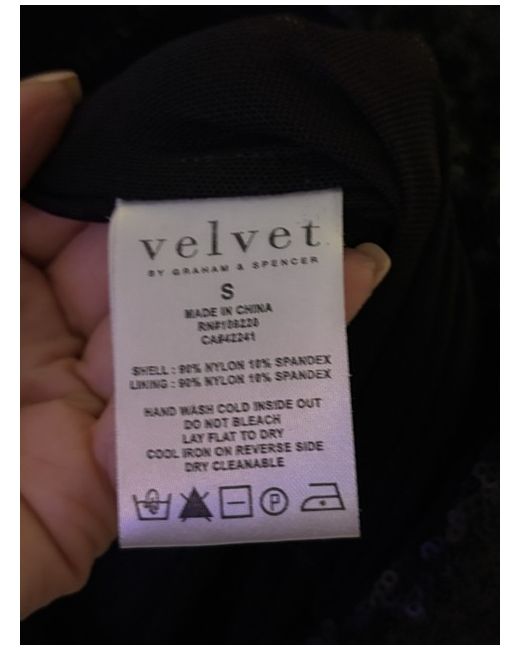 velvet
BY GRAHAM & SPENCER
S
MADE IN CHINA
RN#108220
CA#42241
SHELL : 90% NYLON 10% SPANDEX
LINING : 90% NYLON 10% SPANDEX
HAND WASH COLD INSIDE OUT
DO NOT BLEACH
LAY FLAT TO DRY
COOL IRON ON REVERSE SIDE
DRY CLEANABLE
P